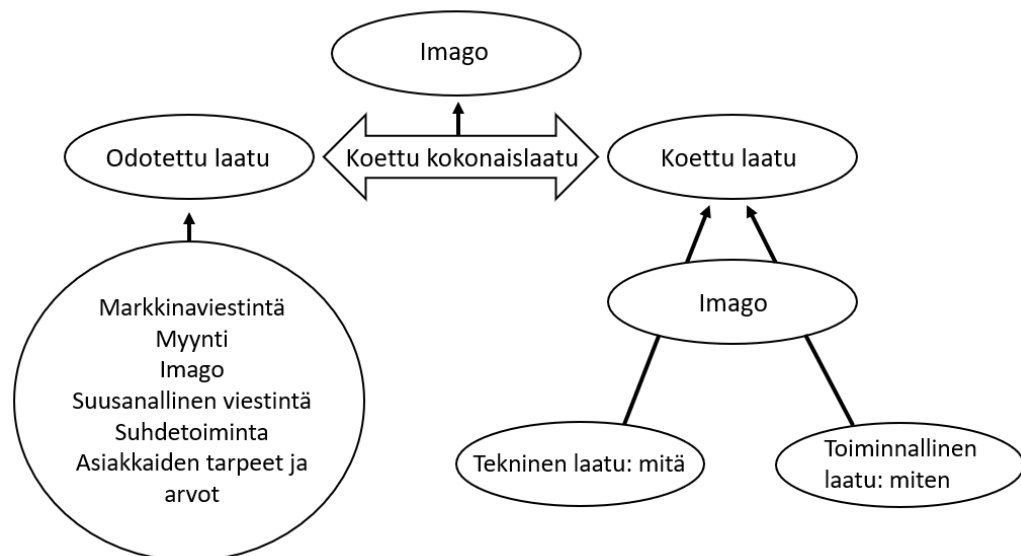 Imago
Odotettu laatu
Koettu kokonaislaatu
Koettu laatu
Markkinaviestintä
Myynti
Imago
Suusanallinen viestintä
Suhdetoiminta
Asiakkaiden tarpeet ja
arvot
Imago
Tekninen laatu: mitä
Toiminnallinen
laatu: miten